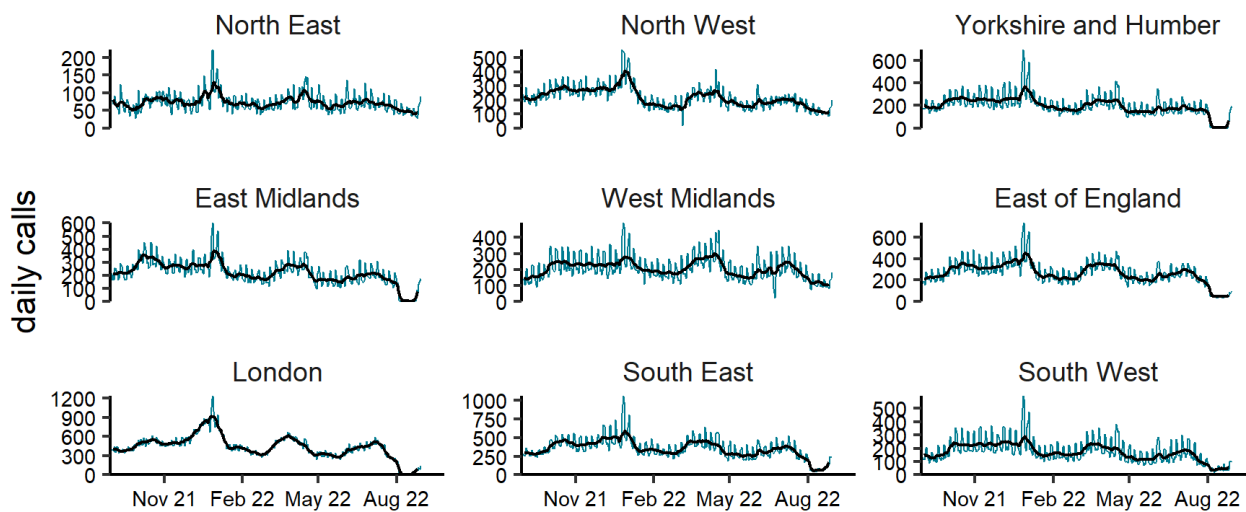 North East
200
150
100
50
0
North West
500
400
300
200
100
0
Yorkshire and Humber
600
400
200
0
daily calls
East Midlands
600
500
400
300
200
100
0
West Midlands
400
300
200
100
0
East of England
600
400
200
0
London
1200
900
600
300
0
Nov 21
Feb 22
May 22
Aug 22
South East
1000
750
500
250
0
Nov 21
Feb 22
May 22
Aug 22
South West
500
400
300
200
100
0
Nov 21
Feb 22
May 22
Aug 22